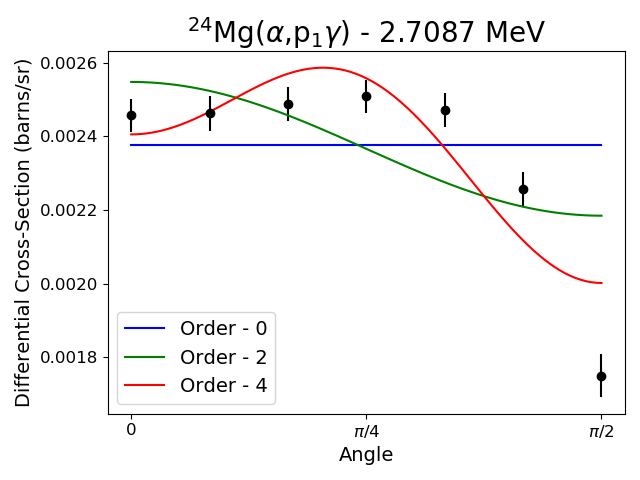 ²⁴Mg(α,p₁γ) - 2.7087 MeV
Differential Cross-Section (barns/sr)
0.0026
0.0024
0.0022
0.0020
0.0018
Order - 0
Order - 2
Order - 4
0 π/4 π/2
Angle